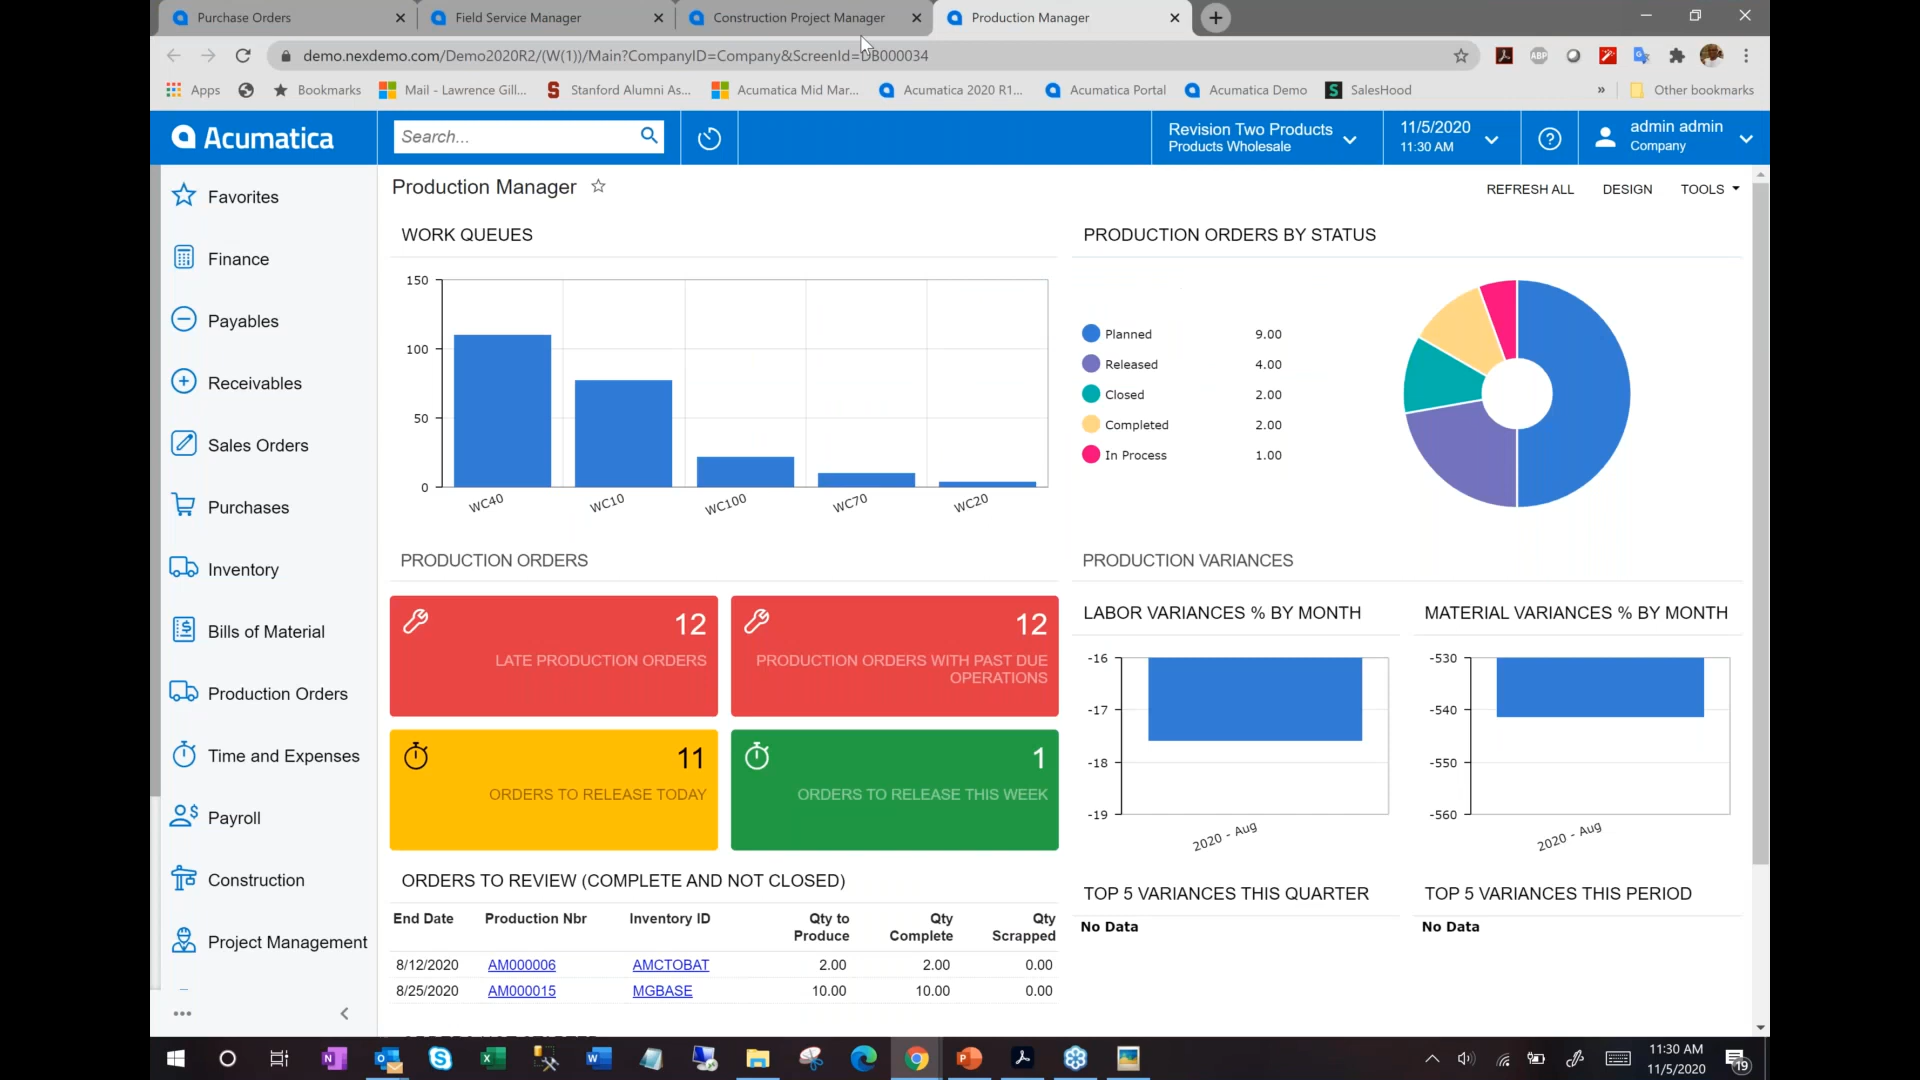 Purchase Orders
Field Service Manager
Construction Project Manager
Production Manager
demo.nexdemo.com/Demo2020R2/(W(1))/Main?CompanyID=Company&ScreenId=DB000034
ABP
Apps
Bookmarks
Mail - Lawrence Gill...
Stanford Alumni As...
Acumatica Mid Mar...
Acumatica 2020 R1...
Acumatica Portal
Acumatica Demo
SalesHood
»
Other bookmarks
Acumatica
Search...
Revision Two Products
Products Wholesale
11/5/2020
11:30 AM
admin admin
Company
Favorites
Finance
Payables
Receivables
Sales Orders
Purchases
Inventory
Bills of Material
Production Orders
Time and Expenses
Payroll
Construction
Project Management
Production Manager
REFRESH ALL DESIGN TOOLS
WORK QUEUES
150
100
50
0
WC40 WC10 WC100 WC70 WC20
PRODUCTION ORDERS BY STATUS
Planned 9.00
Released 4.00
Closed 2.00
Completed 2.00
In Process 1.00
PRODUCTION ORDERS
12
LATE PRODUCTION ORDERS
12
PRODUCTION ORDERS WITH PAST DUE
OPERATIONS
11
ORDERS TO RELEASE TODAY
1
ORDERS TO RELEASE THIS WEEK
PRODUCTION VARIANCES
LABOR VARIANCES % BY MONTH
-16
-17
-18
-19
2020 - Aug
MATERIAL VARIANCES % BY MONTH
-530
-540
-550
-560
2020 - Aug
ORDERS TO REVIEW (COMPLETE AND NOT CLOSED)
End Date Production Nbr Inventory ID Qty to Produce Qty Complete Qty Scrapped
8/12/2020 AM000006 AMCTOBAT 2.00 2.00 0.00
8/25/2020 AM000015 MGBASE 10.00 10.00 0.00
TOP 5 VARIANCES THIS QUARTER
No Data
TOP 5 VARIANCES THIS PERIOD
No Data
11:30 AM
11/5/2020
19